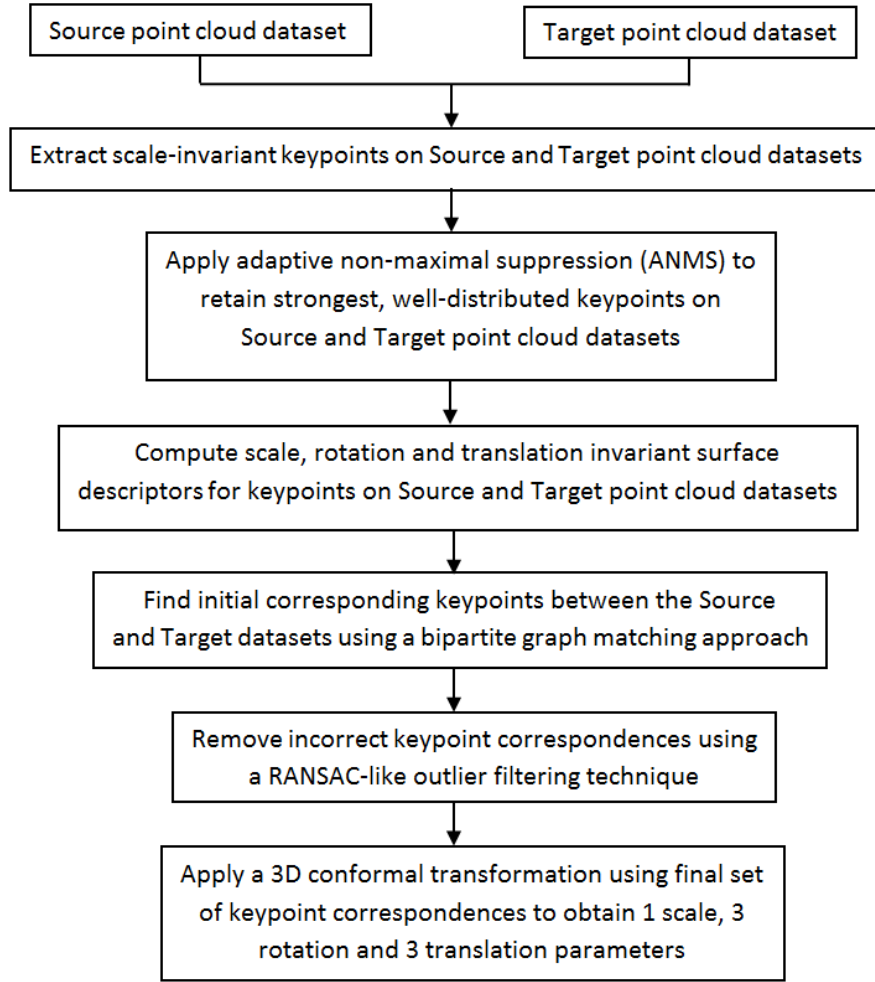 Source point cloud dataset
Target point cloud dataset
Extract scale-invariant keypoints on Source and Target point cloud datasets
Apply adaptive non-maximal suppression (ANMS) to
retain strongest, well-distributed keypoints on
Source and Target point cloud datasets
Compute scale, rotation and translation invariant surface
descriptors for keypoints on Source and Target point cloud datasets
Find initial corresponding keypoints between the Source
and Target datasets using a bipartite graph matching approach
Remove incorrect keypoint correspondences using
a RANSAC-like outlier filtering technique
Apply a 3D conformal transformation using final set
of keypoint correspondences to obtain 1 scale, 3
rotation and 3 translation parameters